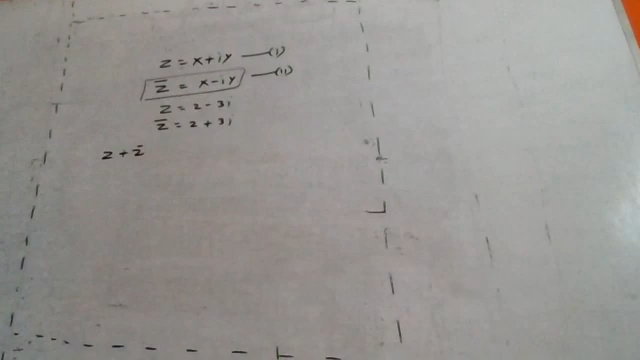 z = x+iy —(i)
z̅ = x-iy —(ii)
z = 2-3i
z̅ = 2+3i
z + z̅